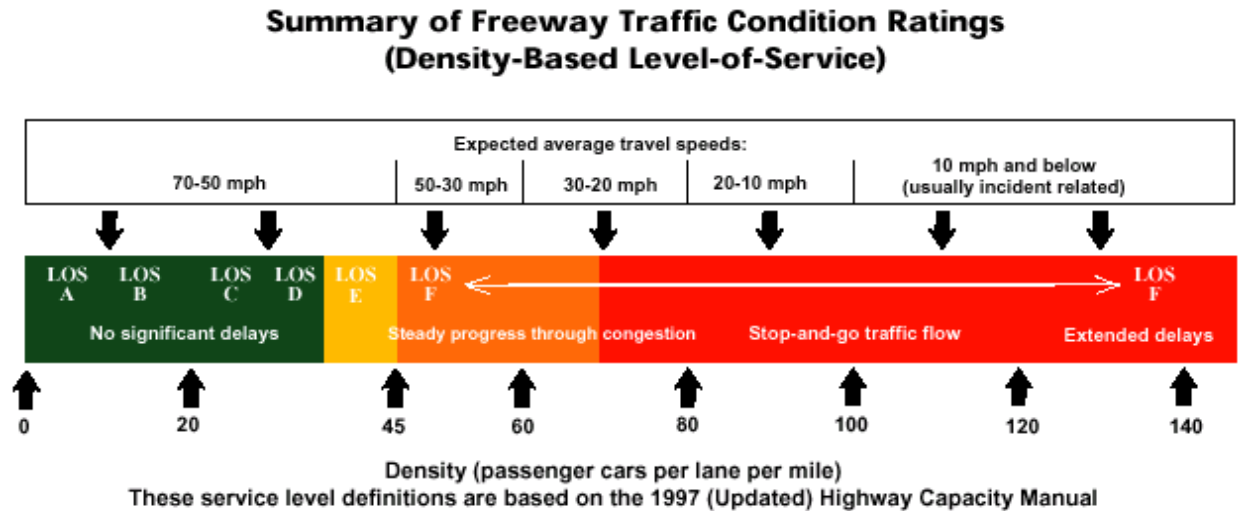 Summary of Freeway Traffic Condition Ratings
(Density-Based Level-of-Service)
Expected average travel speeds:
70-50 mph
50-30 mph
30-20 mph
20-10 mph
10 mph and below
(usually incident related)
LOS A
LOS B
LOS C
LOS D
LOS E
LOS F
LOS F
No significant delays
Steady progress through congestion
Stop-and-go traffic flow
Extended delays
0
20
45
60
80
100
120
140
Density (passenger cars per lane per mile)
These service level definitions are based on the 1997 (Updated) Highway Capacity Manual